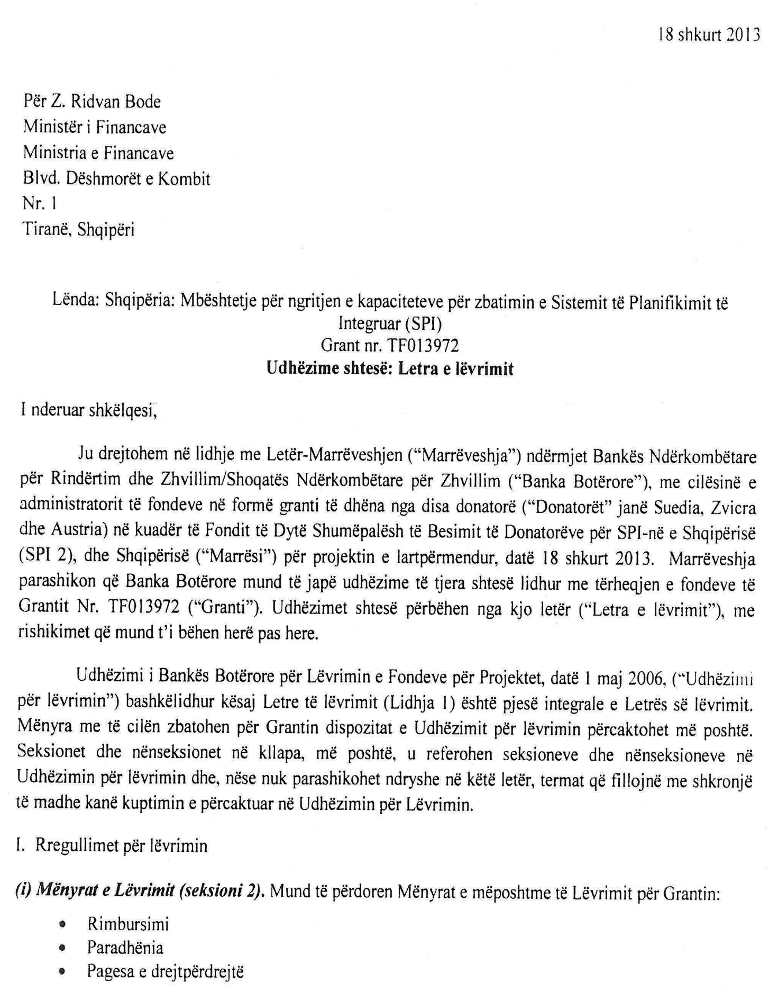 18 shkurt 2013
Për Z. Ridvan Bode
Ministër i Financave
Ministria e Financave
Blvd. Dëshmorët e Kombit
Nr. 1
Tiranë, Shqipëri
Lënda: Shqipëria: Mbështetje për ngritjen e kapaciteteve për zbatimin e Sistemit të Planifikimit të
Integruar (SPI)
Grant nr. TF013972
Udhëzime shtesë: Letra e lëvrimit
I nderuar shkëlqesi,
Ju drejtohem në lidhje me Letër-Marrëveshjen (“Marrëveshja”) ndërmjet Bankës Ndërkombëtare
për Rindërtim dhe Zhvillim/Shoqatës Ndërkombëtare për Zhvillim (“Banka Botërore”), me cilësinë e
administratorit të fondeve në formë granti të dhëna nga disa donatorë (“Donatorët” janë Suedia, Zvicra
dhe Austria) në kuadër të Fondit të Dytë Shumëpalësh të Besimit të Donatorëve për SPI-në e Shqipërisë
(SPI 2), dhe Shqipërisë (“Marrësi”) për projektin e lartpërmendur, datë 18 shkurt 2013. Marrëveshja
parashikon që Banka Botërore mund të japë udhëzime të tjera shtesë lidhur me tërheqjen e fondeve të
Grantit Nr. TF013972 (“Granti”). Udhëzimet shtesë përbëhen nga kjo letër (“Letra e lëvrimit”), me
rishikimet që mund t’i bëhen herë pas here.
Udhëzimi i Bankës Botërore për Lëvrimin e Fondeve për Projektet, datë 1 maj 2006, (“Udhëzimi
për lëvrimin”) bashkëlidhur kësaj Letre të lëvrimit (Lidhja 1) është pjesë integrale e Letrës së lëvrimit.
Mënyra me të cilën zbatohen për Grantin dispozitat e Udhëzimit për lëvrimin përcaktohet më poshtë.
Seksionet dhe nënseksionet në kllapa, më poshtë, u referohen seksioneve dhe nënseksioneve në
Udhëzimin për lëvrimin dhe, nëse nuk parashikohet ndryshe në këtë letër, termat që fillojnë me shkronjë
të madhe kanë kuptimin e përcaktuar në Udhëzimin për Lëvrimin.
I. Rregullimet për lëvrimin
(i) Mënyrat e Lëvrimit (seksioni 2). Mund të përdoren Mënyrat e mëposhtme të Lëvrimit për Grantin:
• Rimbursimi
• Paradhënia
• Pagesa e drejtpërdrejtë